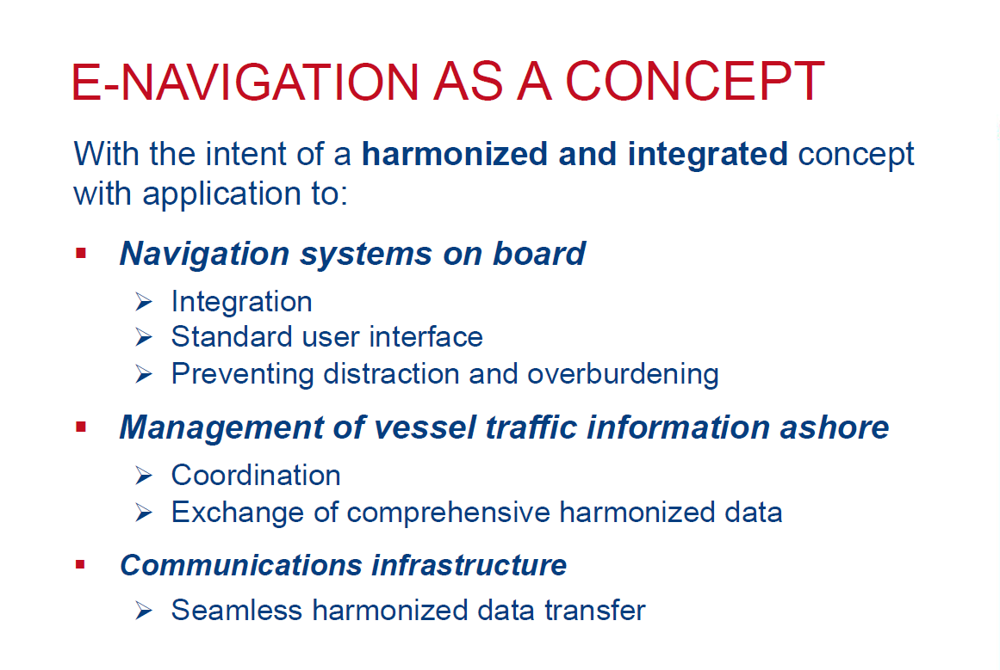 E-NAVIGATION AS A CONCEPT
With the intent of a harmonized and integrated concept
with application to:
▪ Navigation systems on board
➢ Integration
➢ Standard user interface
➢ Preventing distraction and overburdening
▪ Management of vessel traffic information ashore
➢ Coordination
➢ Exchange of comprehensive harmonized data
▪ Communications infrastructure
➢ Seamless harmonized data transfer